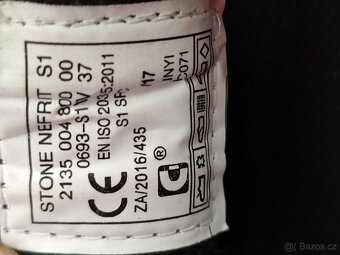 STONE NEFRIT S1
2135 004 800 00
0693-S1 V 37
EN ISO 20345:2011
S1 SRC
ZA/2016/435
CE
®
Bazos.cz